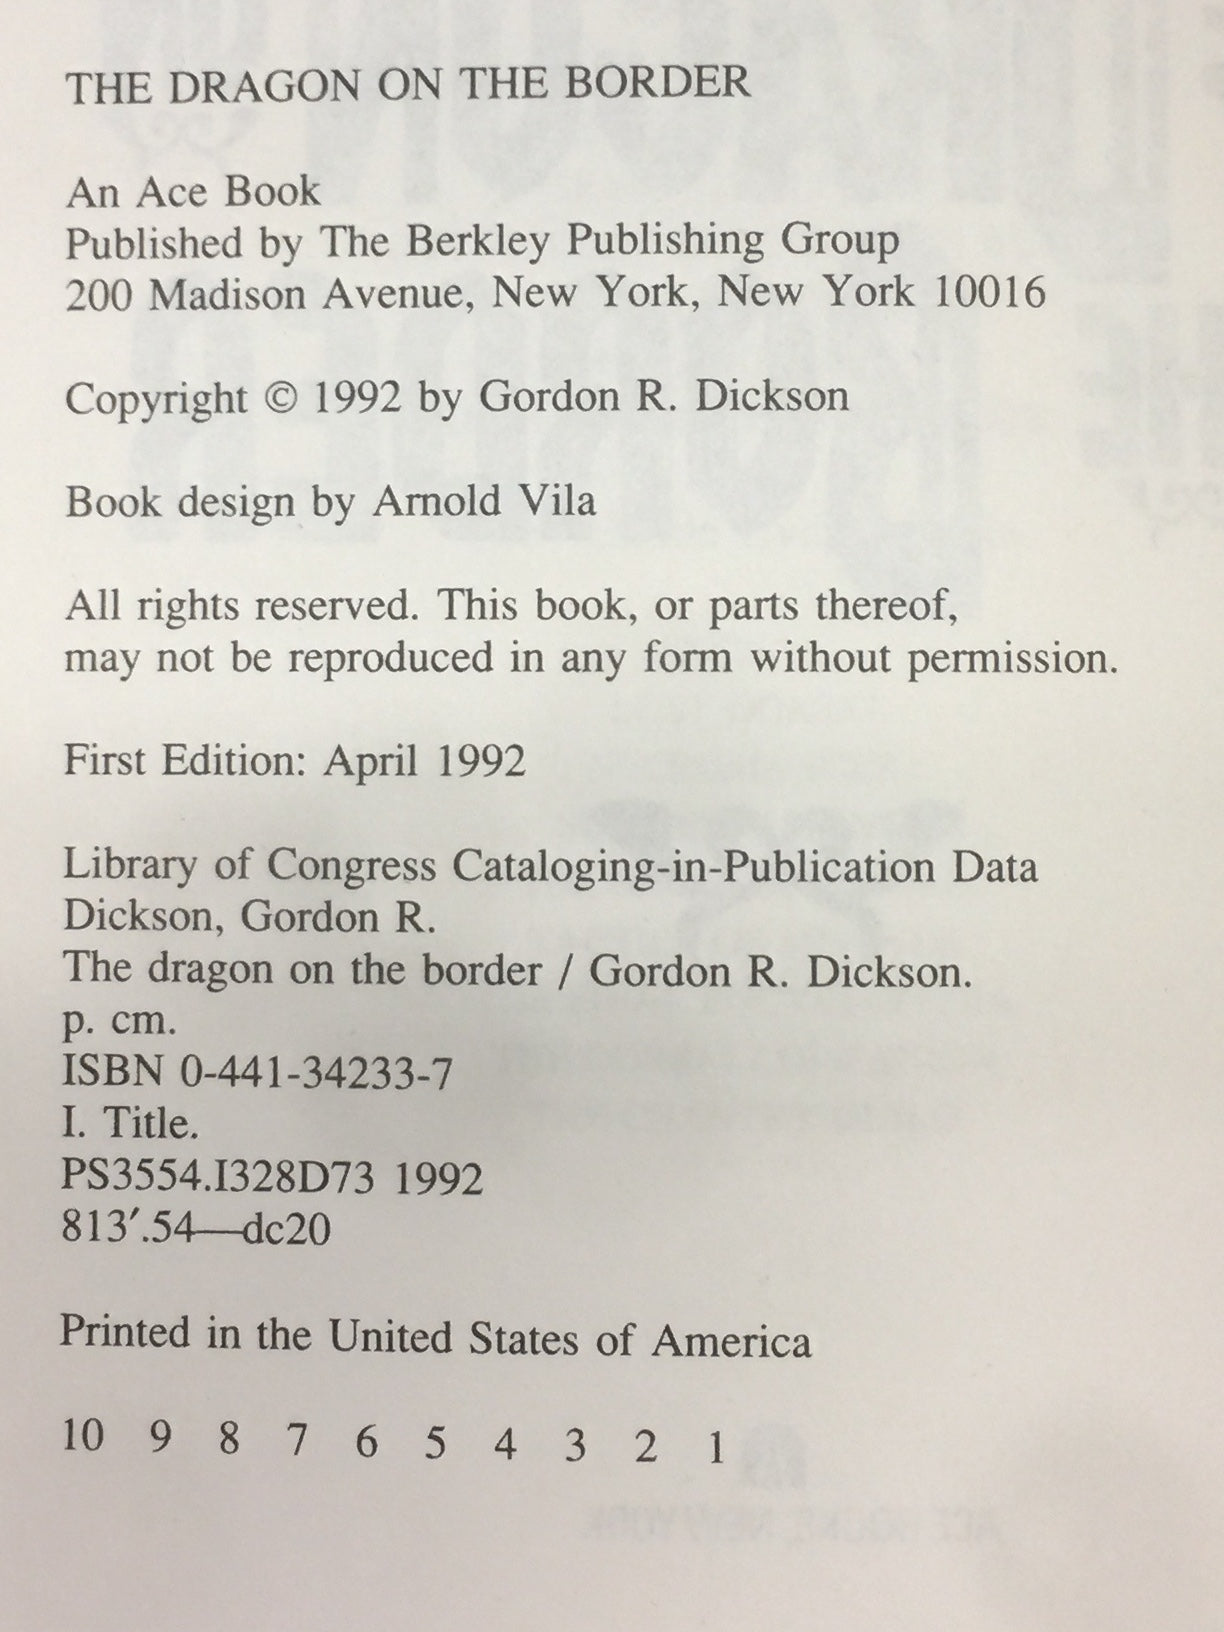 THE DRAGON ON THE BORDER
An Ace Book
Published by The Berkley Publishing Group
200 Madison Avenue, New York, New York 10016
Copyright © 1992 by Gordon R. Dickson
Book design by Arnold Vila
All rights reserved. This book, or parts thereof,
may not be reproduced in any form without permission.
First Edition: April 1992
Library of Congress Cataloging-in-Publication Data
Dickson, Gordon R.
The dragon on the border / Gordon R. Dickson.
p. cm.
ISBN 0-441-34233-7
I. Title.
PS3554.I328D73 1992
813′.54—dc20
Printed in the United States of America
10 9 8 7 6 5 4 3 2 1